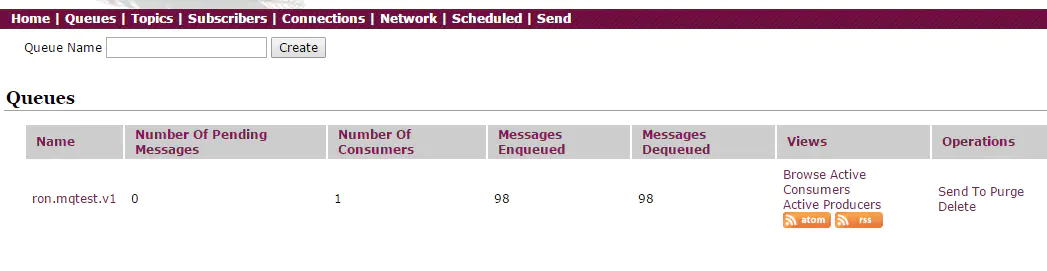 Home | Queues | Topics | Subscribers | Connections | Network | Scheduled | Send
Queue Name Create
Queues
Name Number Of Pending Messages Number Of Consumers Messages Enqueued Messages Dequeued Views Operations
ron.mqtest.v1 0 1 98 98
Browse Active
Consumers
Active Producers
atom rss
Send To Purge
Delete